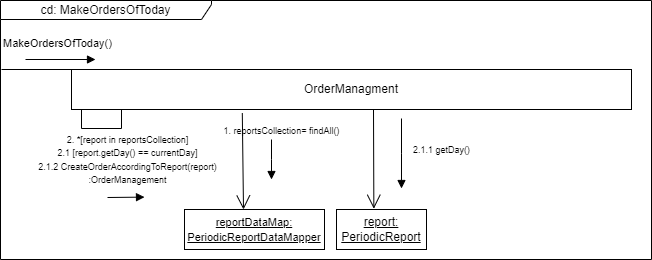 cd: MakeOrdersOfToday
MakeOrdersOfToday()
OrderManagment
2. *[report in reportsCollection]
2.1 [report.getDay() == currentDay]
2.1.2 CreateOrderAccordingToReport(report)
:OrderManagement
1. reportsCollection= findAll()
2.1.1 getDay()
reportDataMap:
PeriodicReportDataMapper
report:
PeriodicReport